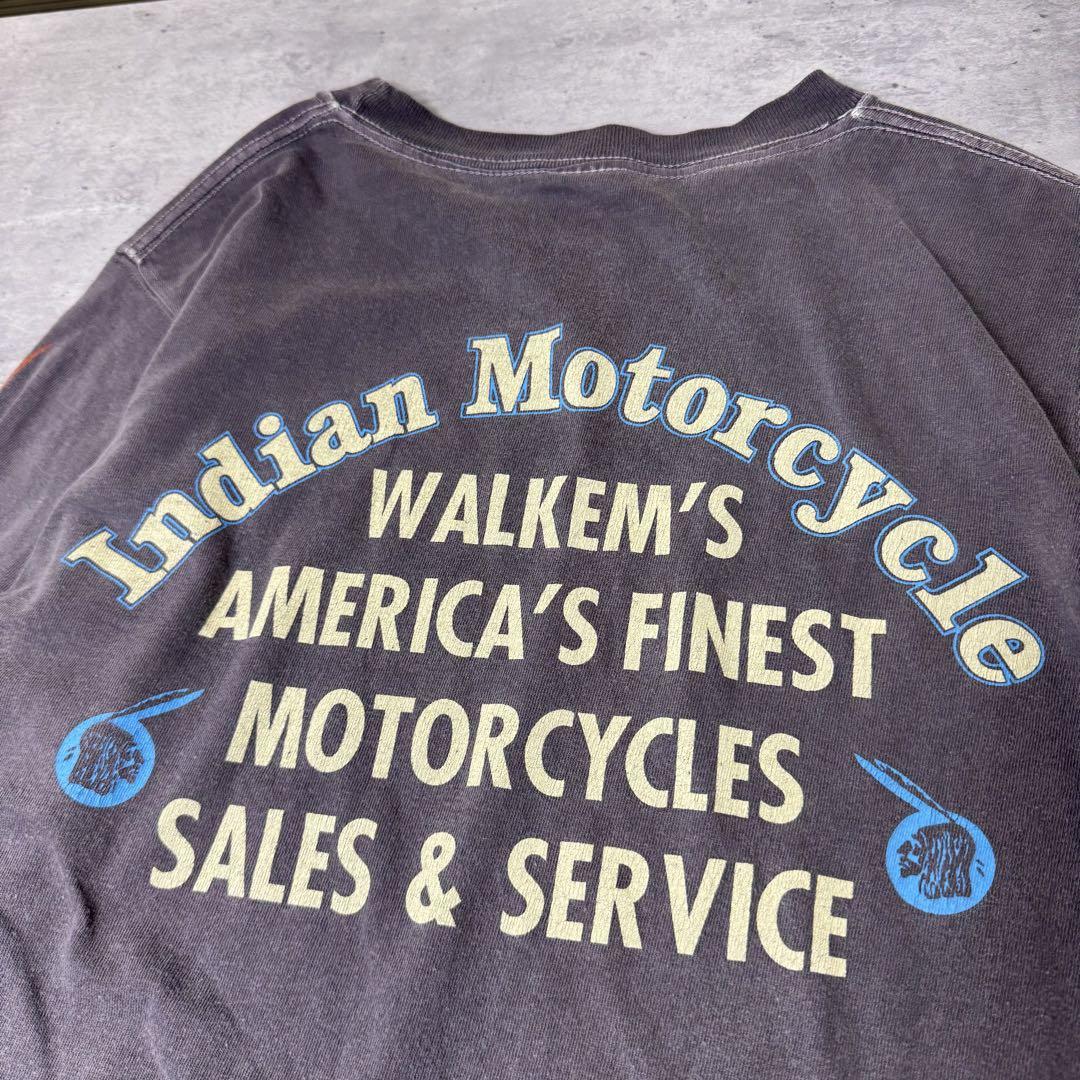 Indian Motorcycle
WALKEM'S
AMERICA'S FINEST
MOTORCYCLES
SALES & SERVICE